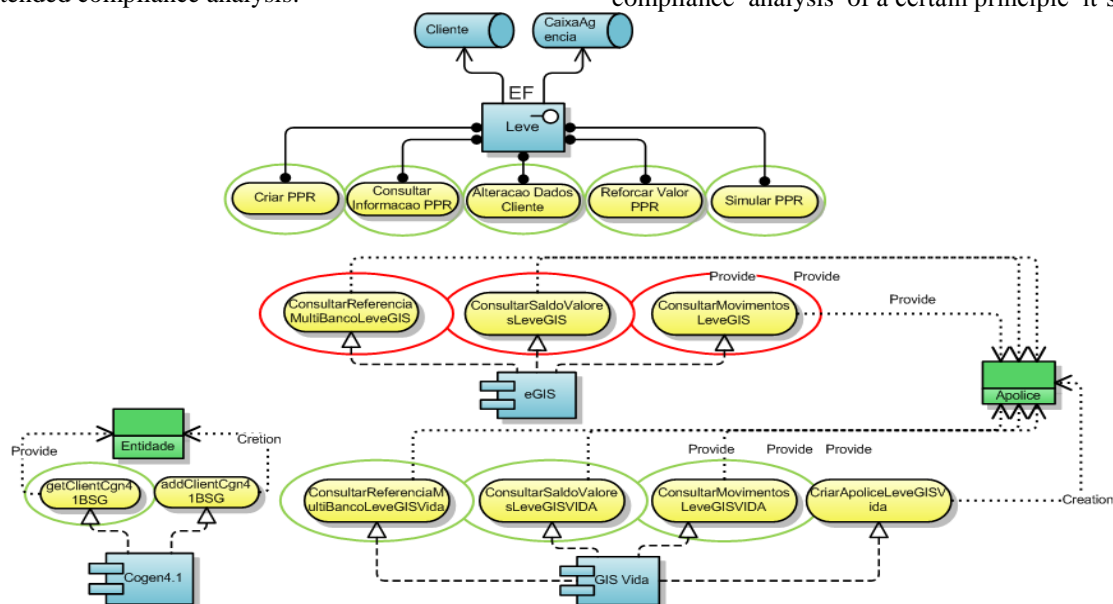 tended compliance analysis.
compliance analysis of a certain principle it s
Cliente
CaixaAg
encia
EF
Leve
Criar PPR
Consultar
Informacao PPR
Alteracao Dados
Cliente
Reforcar Valor
PPR
Simular PPR
Provide
Provide
Provide
ConsultarReferencia
MultiBancoLeveGIS
ConsultarSaldoValore
sLeveGIS
ConsultarMovimentos
LeveGIS
eGIS
Apolice
Entidade
Provide
Cretion
getClientCgn4
1BSG
addClientCgn4
1BSG
Cogen4.1
Provide
Provide
Provide
ConsultarReferenciaM
ultiBancoLeveGISVida
ConsultarSaldoValore
sLeveGISVIDA
ConsultarMovimentos
LeveGISVIDA
CriarApoliceLeveGISV
ida
Creation
GIS Vida